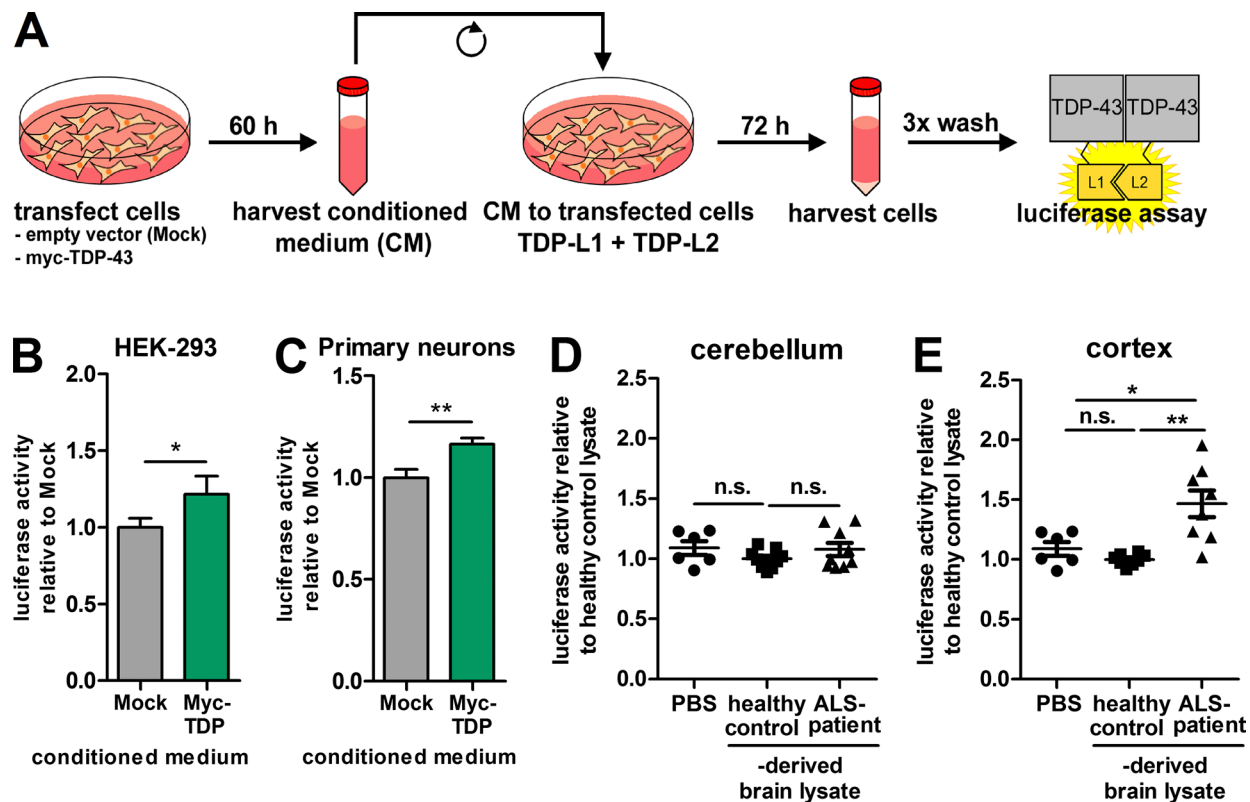 A
60 h
72 h
3x wash
TDP-43 TDP-43
L1 L2
transfect cells
- empty vector (Mock)
- myc-TDP-43
harvest conditioned
medium (CM)
CM to transfected cells
TDP-L1 + TDP-L2
harvest cells
luciferase assay
B
HEK-293
luciferase activity
relative to Mock
2.0
1.5
1.0
0.5
0.0
*
Mock
Myc-
TDP
conditioned medium
C
Primary neurons
luciferase activity
relative to Mock
1.5
1.0
0.5
0.0
**
Mock
Myc-
TDP
conditioned medium
D
cerebellum
luciferase activity relative
to healthy control lysate
2.5
2.0
1.5
1.0
0.5
0.0
n.s.
n.s.
PBS
healthy
control
ALS-
patient
-derived
brain lysate
E
cortex
luciferase activity relative
to healthy control lysate
2.5
2.0
1.5
1.0
0.5
0.0
*
n.s.
**
PBS
healthy
control
ALS-
patient
-derived
brain lysate